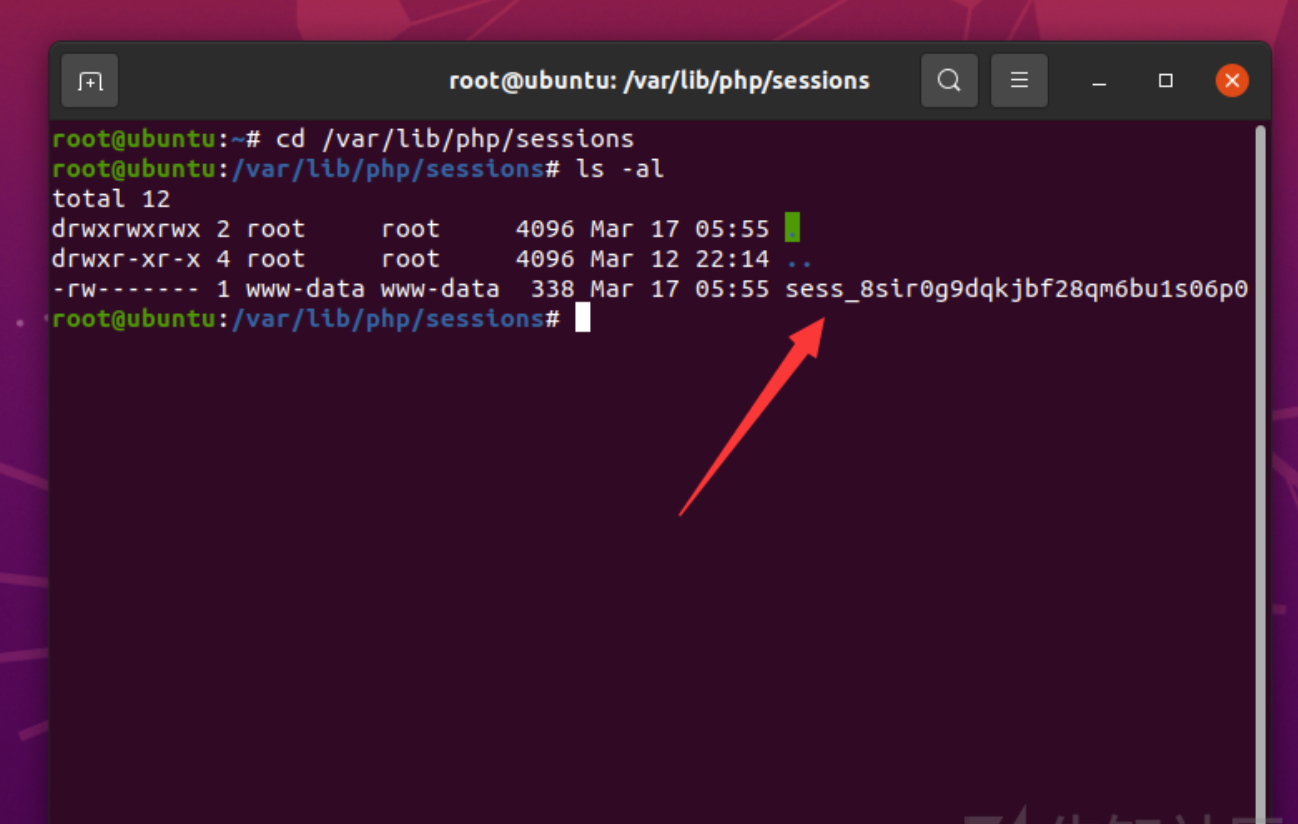 root@ubuntu: /var/lib/php/sessions
root@ubuntu:~# cd /var/lib/php/sessions
root@ubuntu:/var/lib/php/sessions# ls -al
total 12
drwxrwxrwx 2 root     root     4096 Mar 17 05:55 .
drwxr-xr-x 4 root     root     4096 Mar 12 22:14 ..
-rw------- 1 www-data www-data  338 Mar 17 05:55 sess_8sir0g9dqkjbf28qm6bu1s06p0
root@ubuntu:/var/lib/php/sessions#